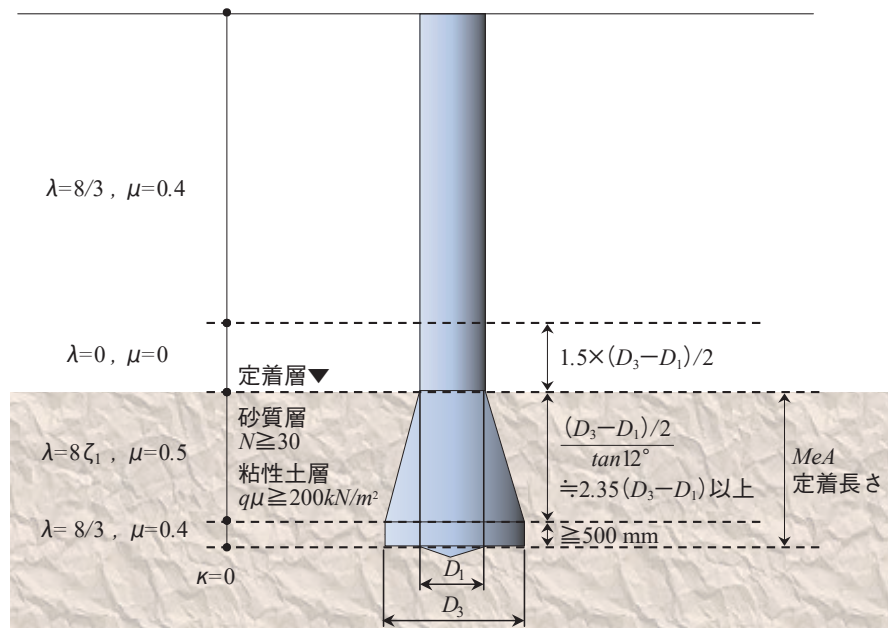 λ=8/3 , μ=0.4
λ=0 , μ=0
定着層▼
1.5×(D₃−D₁)/2
砂質層
N≧30
粘性土層
qμ≧200kN/m²
λ=8ζ₁ , μ=0.5
(D₃−D₁)/2
tan12°
≒2.35(D₃−D₁)以上
MeA
定着長さ
λ= 8/3 , μ=0.4
≧500 mm
κ=0
D₁
D₃